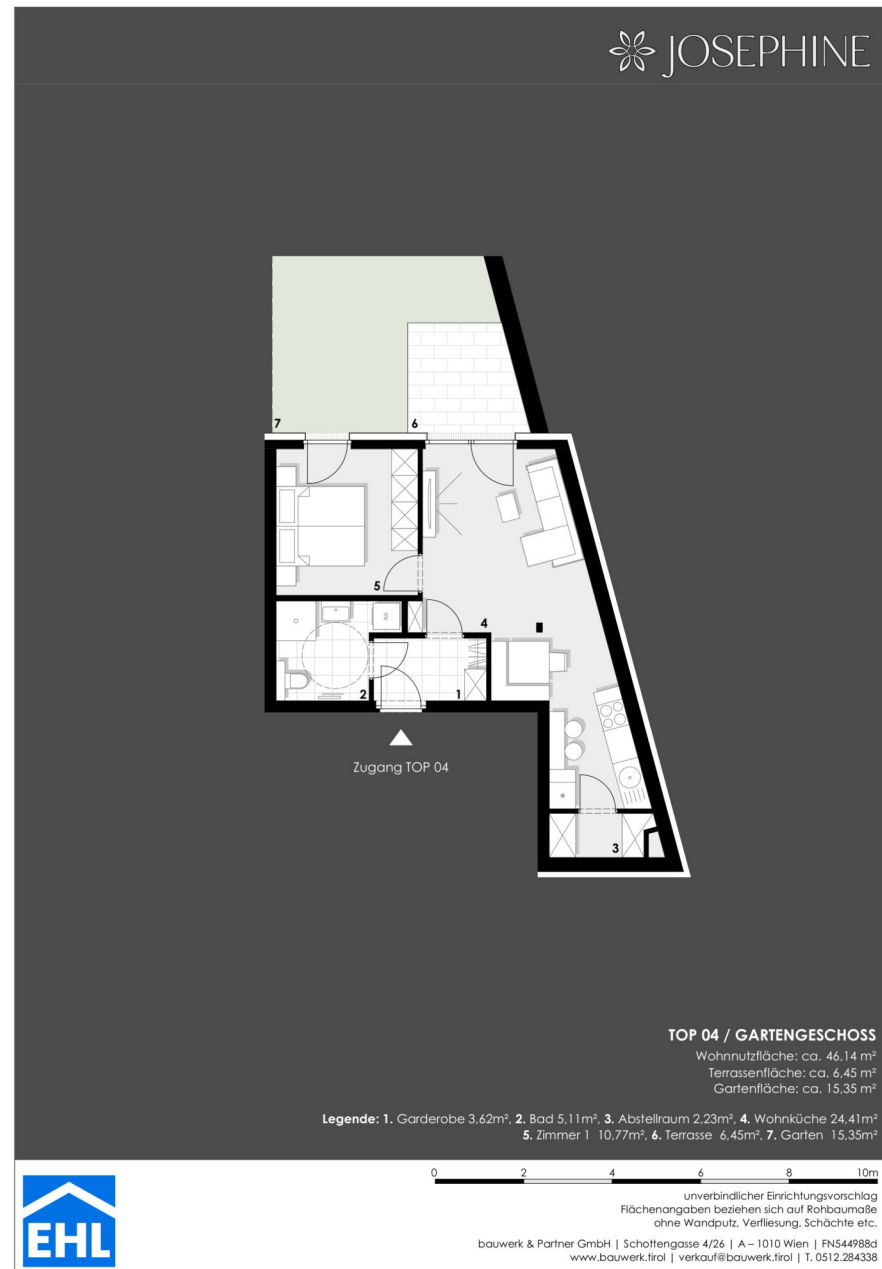 JOSEPHINE
7
6
5
4
WM
2
1
Zugang TOP 04
3
TOP 04 / GARTENGESCHOSS
Wohnnutzfläche: ca. 46,14 m²
Terrassenfläche: ca. 6,45 m²
Gartenfläche: ca. 15,35 m²
Legende: 1. Garderobe 3,62m², 2. Bad 5,11m², 3. Abstellraum 2,23m², 4. Wohnküche 24,41m²
5. Zimmer 1 10,77m², 6. Terrasse 6,45m², 7. Garten 15,35m²
0 2 4 6 8 10m
unverbindlicher Einrichtungsvorschlag
Flächenangaben beziehen sich auf Rohbaumaße
ohne Wandputz, Verfliesung, Schächte etc.
EHL
bauwerk & Partner GmbH | Schottengasse 4/26 | A – 1010 Wien | FN544988d
www.bauwerk.tirol | verkauf@bauwerk.tirol | T. 0512.284338